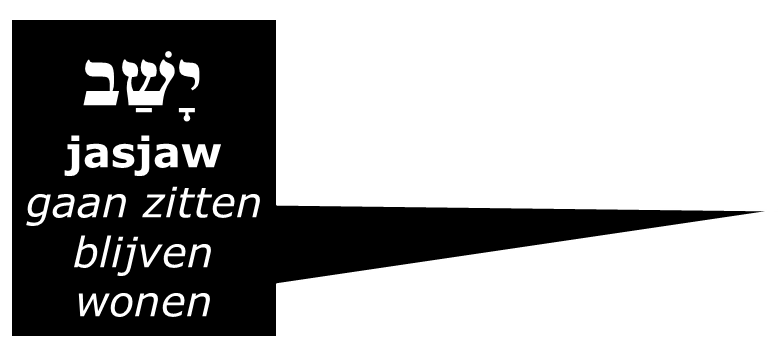 יָשַׁב
jasjaw
gaan zitten
blijven
wonen